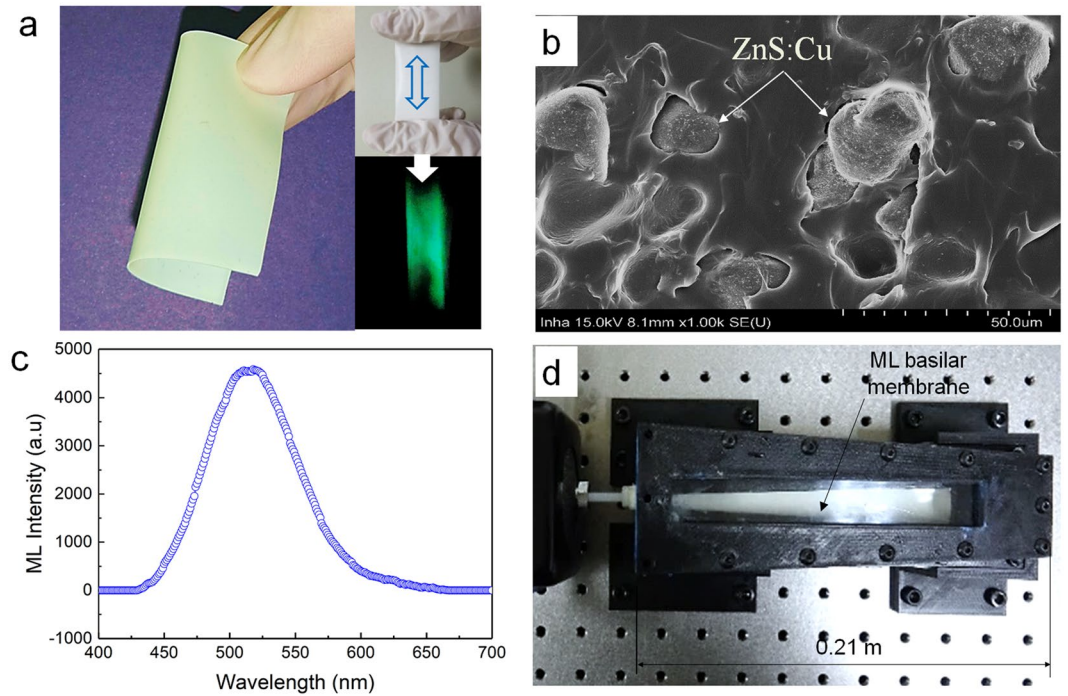 a
b
ZnS:Cu
Inha 15.0kV 8.1mm x1.00k SE(U)
50.0um
c
5000
4000
3000
2000
1000
0
-1000
ML Intensity (a.u)
400 450 500 550 600 650 700
Wavelength (nm)
d
ML basilar
membrane
0.21 m